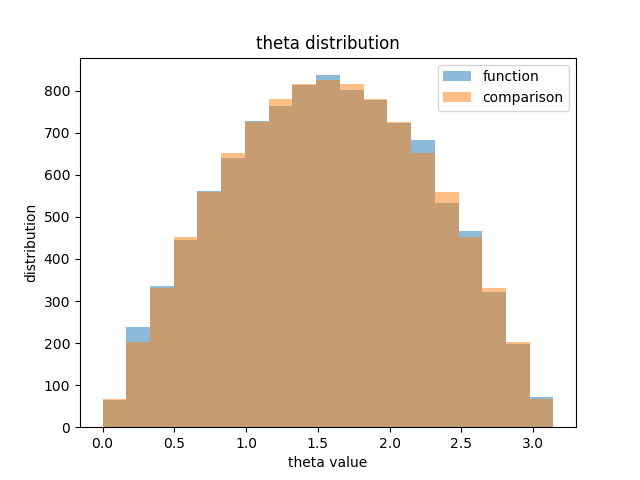 theta distribution
function
comparison
distribution
800
700
600
500
400
300
200
100
0
0.0 0.5 1.0 1.5 2.0 2.5 3.0
theta value